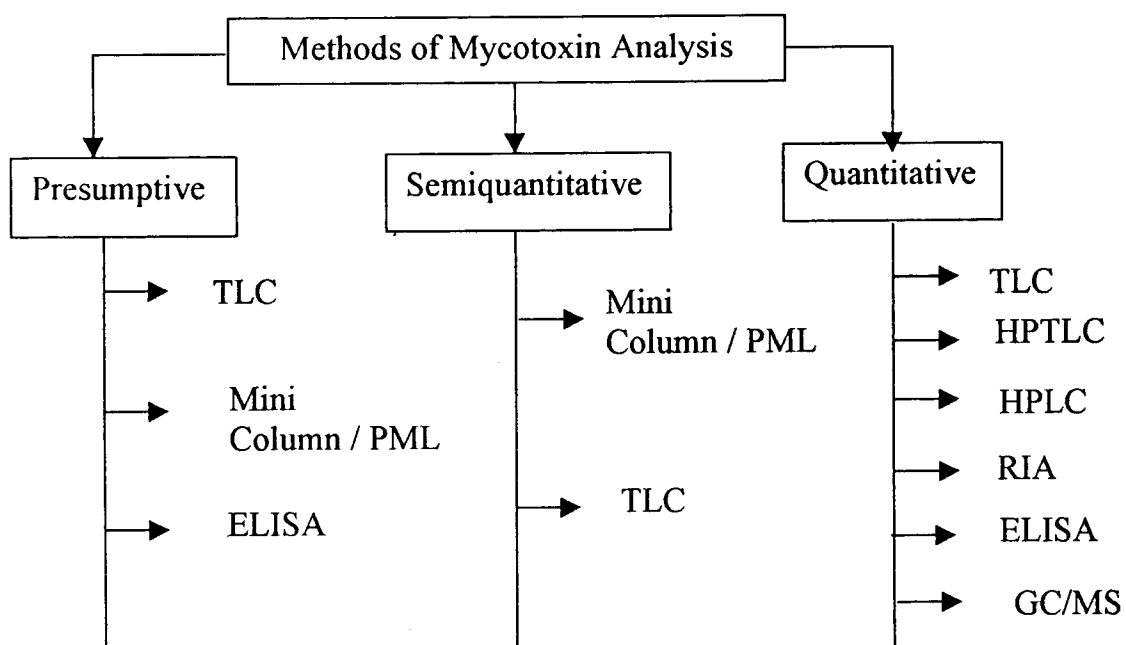 Methods of Mycotoxin Analysis
Presumptive
TLC
Mini
Column / PML
ELISA
Semiquantitative
Mini
Column / PML
TLC
Quantitative
TLC
HPTLC
HPLC
RIA
ELISA
GC/MS